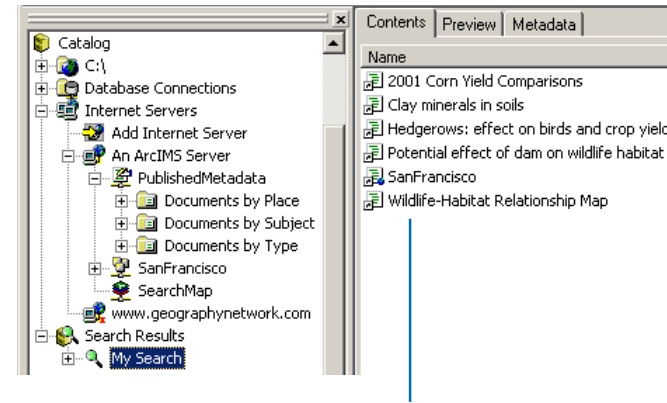 Catalog
C:\
Database Connections
Internet Servers
Add Internet Server
An ArcIMS Server
PublishedMetadata
Documents by Place
Documents by Subject
Documents by Type
SanFrancisco
SearchMap
www.geographynetwork.com
Search Results
My Search
Contents Preview Metadata
Name
2001 Corn Yield Comparisons
Clay minerals in soils
Hedgerows: effect on birds and crop yield
Potential effect of dam on wildlife habitat
SanFrancisco
Wildlife-Habitat Relationship Map